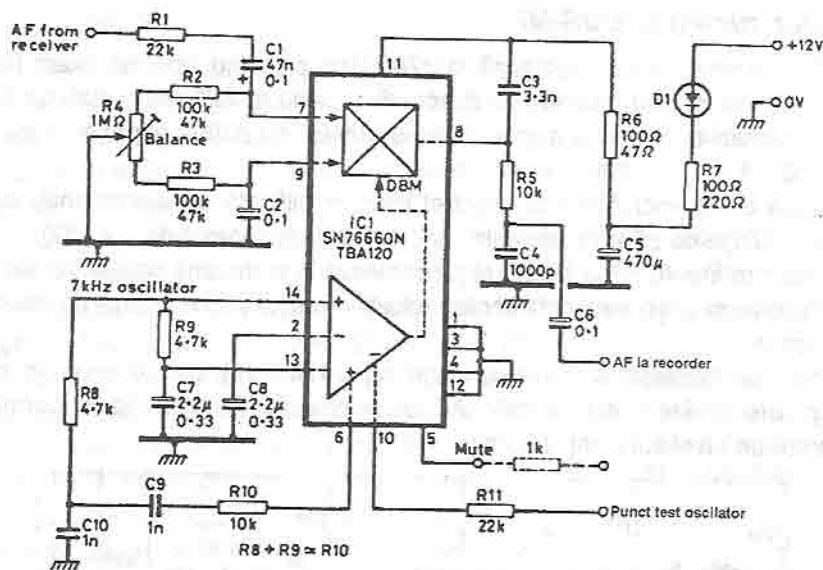 AF from
receiver
R1
22k
C1
47n
0·1
+
R2
100k
47k
R4
1MΩ
Balance
R3
100k
47k
C2
0·1
7
9
11
8
DBM
IC1
SN76660N
TBA120
C3
3·3n
R5
10k
C4
1000p
R6
100Ω
47Ω
D1
R7
100Ω
220Ω
C5
470μ
+12V
0V
C6
0·1
AF la recorder
7kHz oscillator
R9
4·7k
14
2
13
+
-
-
+
C7
2·2μ
0·33
C8
2·2μ
0·33
R8
4·7k
6
10
5
1
3
4
12
Mute
1k
C9
1n
R10
10k
R11
22k
Punct test oscilator
C10
1n
R8 + R9 ≃ R10